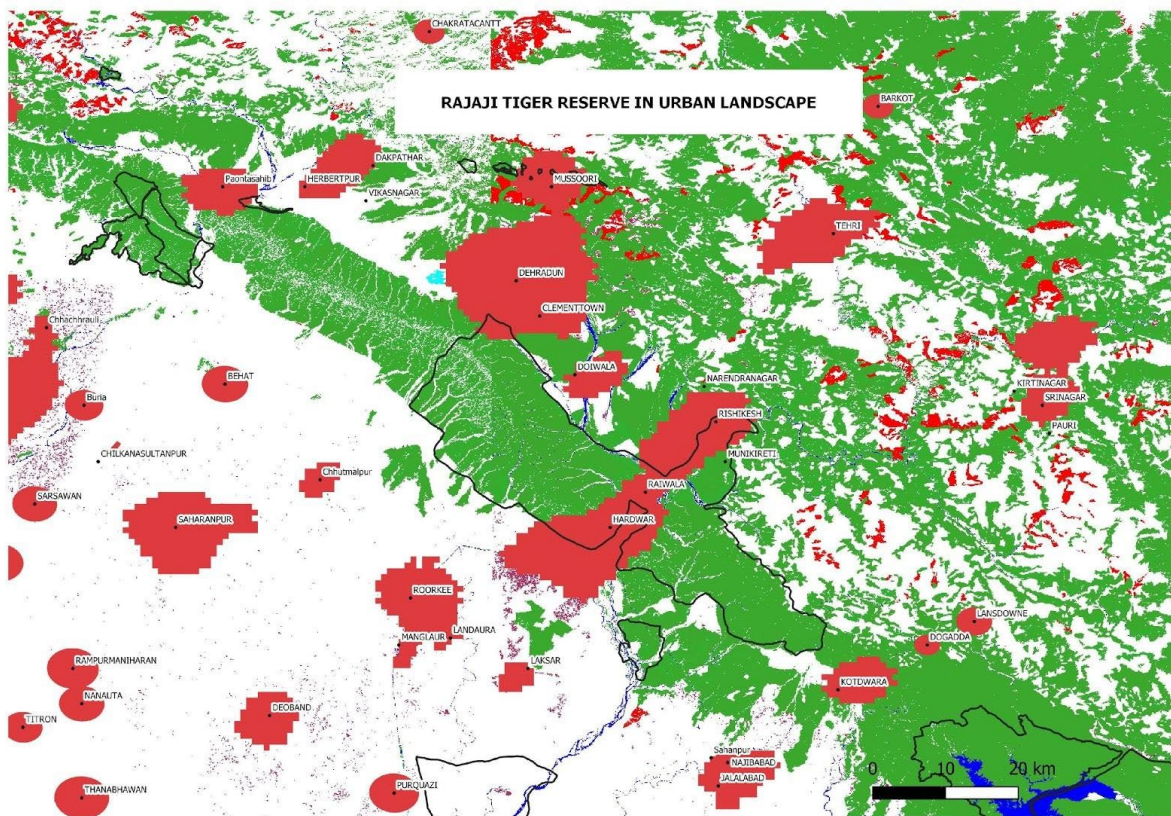 CHAKRATACANTT
RAJAJI TIGER RESERVE IN URBAN LANDSCAPE
BARKOT
DAKPATHAR
Paontasahib
HERBERTPUR
MUSSOORI
VIKASNAGAR
TEHRI
DEHRADUN
CLEMENTTOWN
Chhachhrauli
DOIWALA
BEHAT
NARENDRANAGAR
KIRTINAGAR
Buria
SRINAGAR
RISHIKESH
PAURI
CHILKANASULTANPUR
MUNIKIRETI
Chhutmalpur
RAIWALA
SARSAWAN
SAHARANPUR
HARDWAR
ROORKEE
LANSDOWNE
MANGLAUR
LANDAURA
DOGADDA
RAMPURMANIHARAN
LAKSAR
KOTDWARA
NANAUTA
DEOBAND
TITRON
Sahanpur
NAJIBABAD
0 10 20 km
JALALABAD
THANABHAWAN
PURQUAZI